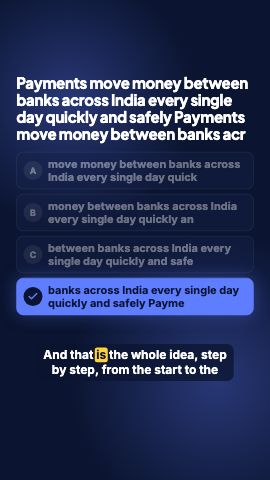 Payments move money between
banks across India every single
day quickly and safely Payments
move money between banks acr
A move money between banks across
India every single day quick
B money between banks across India
every single day quickly an
C between banks across India every
single day quickly and safe
banks across India every single day
quickly and safely Payme
And that is the whole idea, step
by step, from the start to the